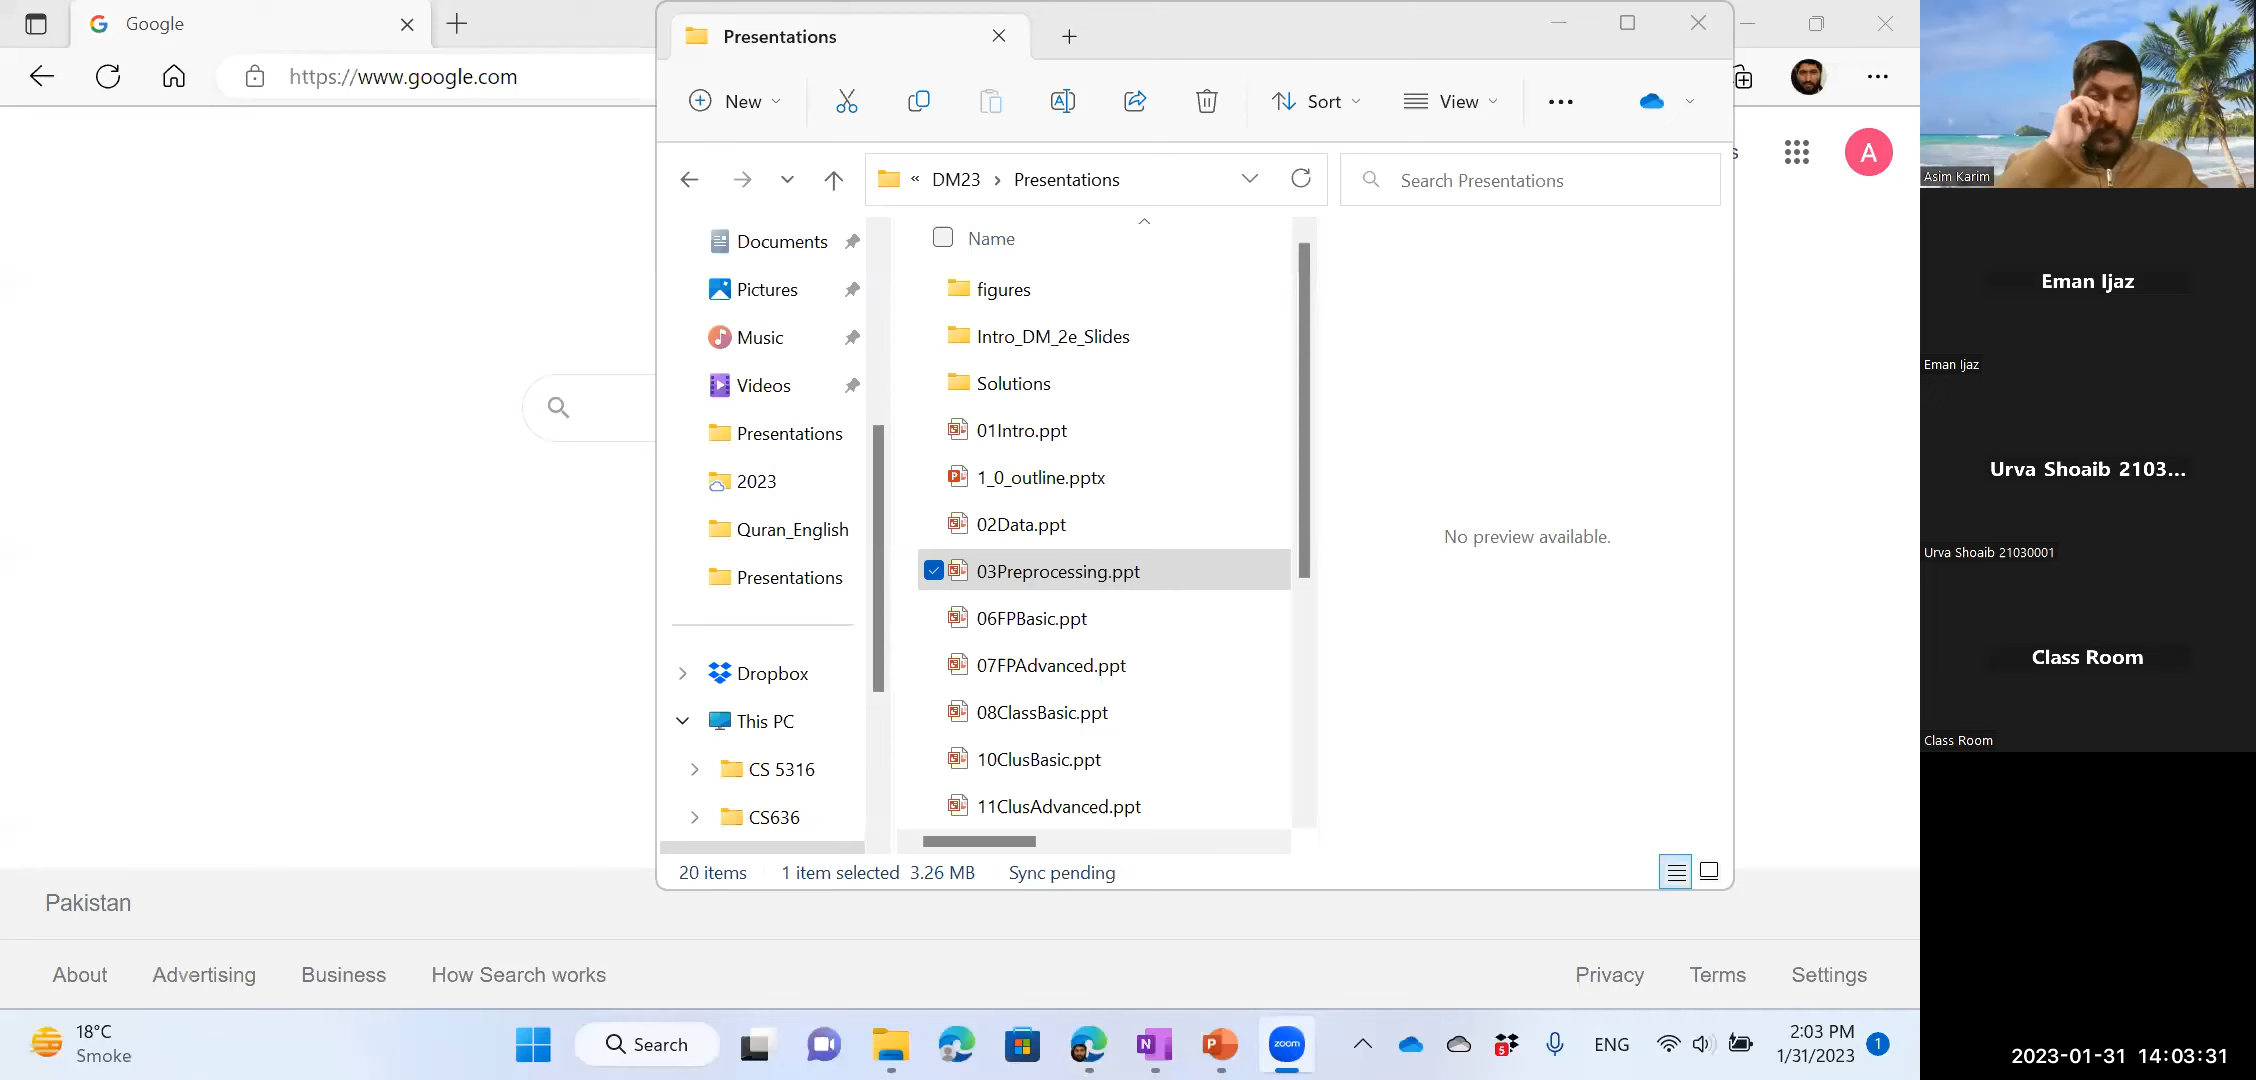 Google
https://www.google.com
Presentations
New
Sort
View
DM23
Presentations
Search Presentations
Documents
Pictures
Music
Videos
Presentations
2023
Quran_English
Presentations
Dropbox
This PC
CS 5316
CS636
Name
figures
Intro_DM_2e_Slides
Solutions
01Intro.ppt
1_0_outline.pptx
02Data.ppt
03Preprocessing.ppt
06FPBasic.ppt
07FPAdvanced.ppt
08ClassBasic.ppt
10ClusBasic.ppt
11ClusAdvanced.ppt
No preview available.
20 items 1 item selected 3.26 MB Sync pending
A
Asim Karim
Eman Ijaz
Eman Ijaz
Urva Shoaib 2103...
Urva Shoaib 21030001
Class Room
Class Room
Pakistan
About Advertising Business How Search works Privacy Terms Settings
18°C
Smoke
Search
N
P
zoom
5
ENG
2:03 PM
1/31/2023
1
2023-01-31 14:03:31